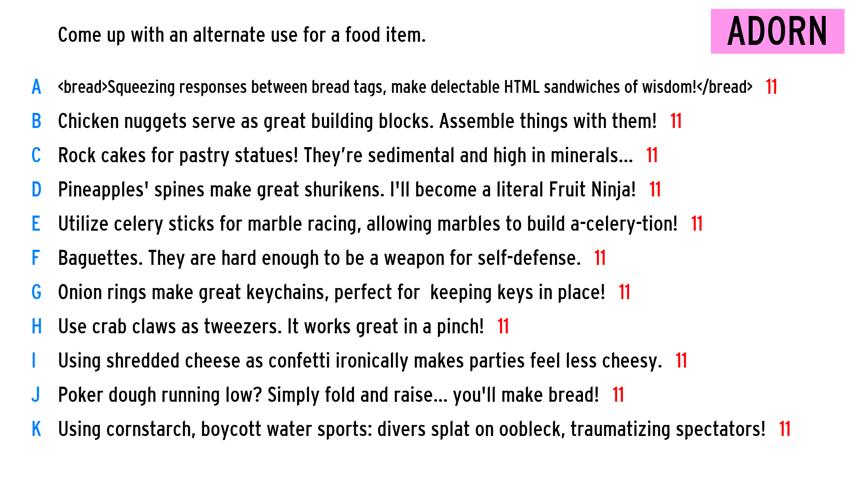 Come up with an alternate use for a food item.
ADORN
A <bread>Squeezing responses between bread tags, make delectable HTML sandwiches of wisdom!</bread> 11
B Chicken nuggets serve as great building blocks. Assemble things with them! 11
C Rock cakes for pastry statues! They’re sedimental and high in minerals... 11
D Pineapples' spines make great shurikens. I'll become a literal Fruit Ninja! 11
E Utilize celery sticks for marble racing, allowing marbles to build a-celery-tion! 11
F Baguettes. They are hard enough to be a weapon for self-defense. 11
G Onion rings make great keychains, perfect for  keeping keys in place! 11
H Use crab claws as tweezers. It works great in a pinch! 11
I Using shredded cheese as confetti ironically makes parties feel less cheesy. 11
J Poker dough running low? Simply fold and raise... you'll make bread! 11
K Using cornstarch, boycott water sports: divers splat on oobleck, traumatizing spectators! 11